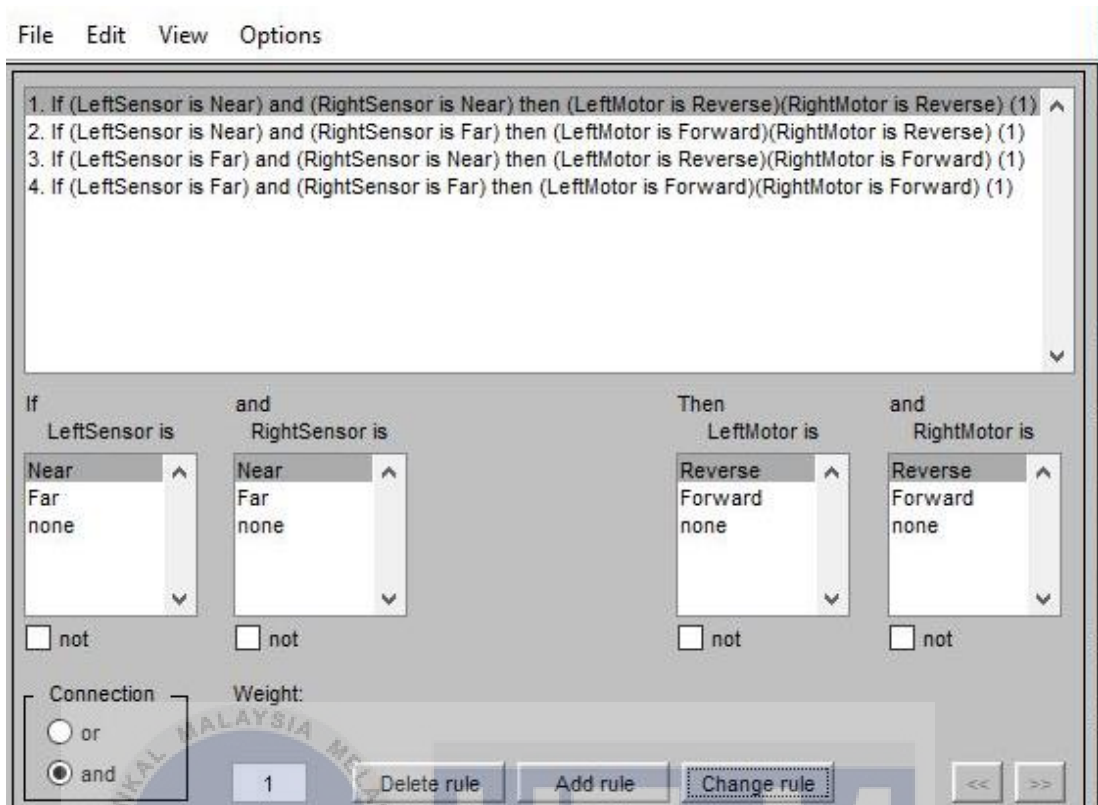 File Edit View Options
1. If (LeftSensor is Near) and (RightSensor is Near) then (LeftMotor is Reverse)(RightMotor is Reverse) (1)
2. If (LeftSensor is Near) and (RightSensor is Far) then (LeftMotor is Forward)(RightMotor is Reverse) (1)
3. If (LeftSensor is Far) and (RightSensor is Near) then (LeftMotor is Reverse)(RightMotor is Forward) (1)
4. If (LeftSensor is Far) and (RightSensor is Far) then (LeftMotor is Forward)(RightMotor is Forward) (1)
If and Then and
LeftSensor is RightSensor is LeftMotor is RightMotor is
Near Near Reverse Reverse
Far Far Forward Forward
none none none none
not not not not
Connection Weight:
or
and 1 Delete rule Add rule Change rule << >>
MALAYSIA